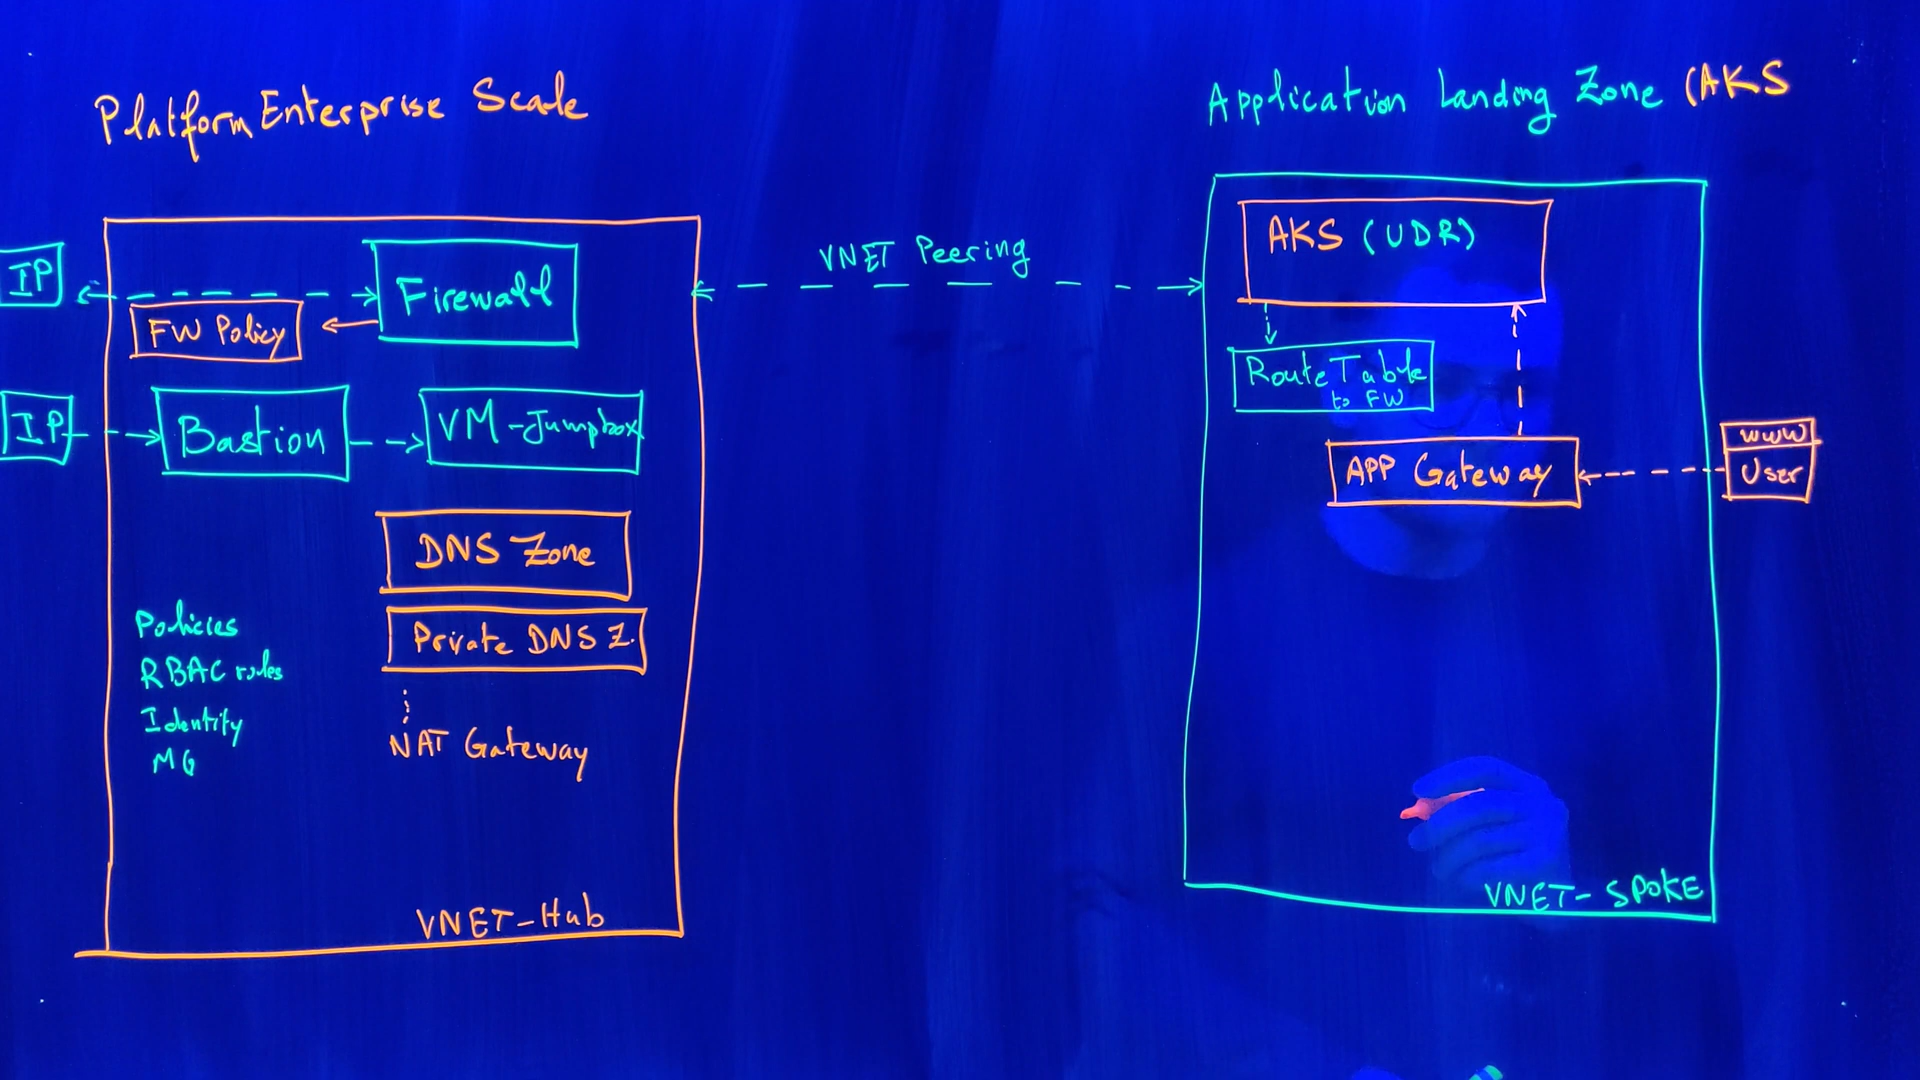 Platform Enterprise Scale
IP
Firewall
FW Policy
IP
Bastion
VM-Jumpbox
DNS Zone
Private DNS Z.
NAT Gateway
Policies
RBAC roles
Identity
MG
VNET-Hub
VNET Peering
Application Landing Zone (AKS
AKS (UDR)
Route Table
to FW
APP Gateway
WWW
User
VNET-SPOKE